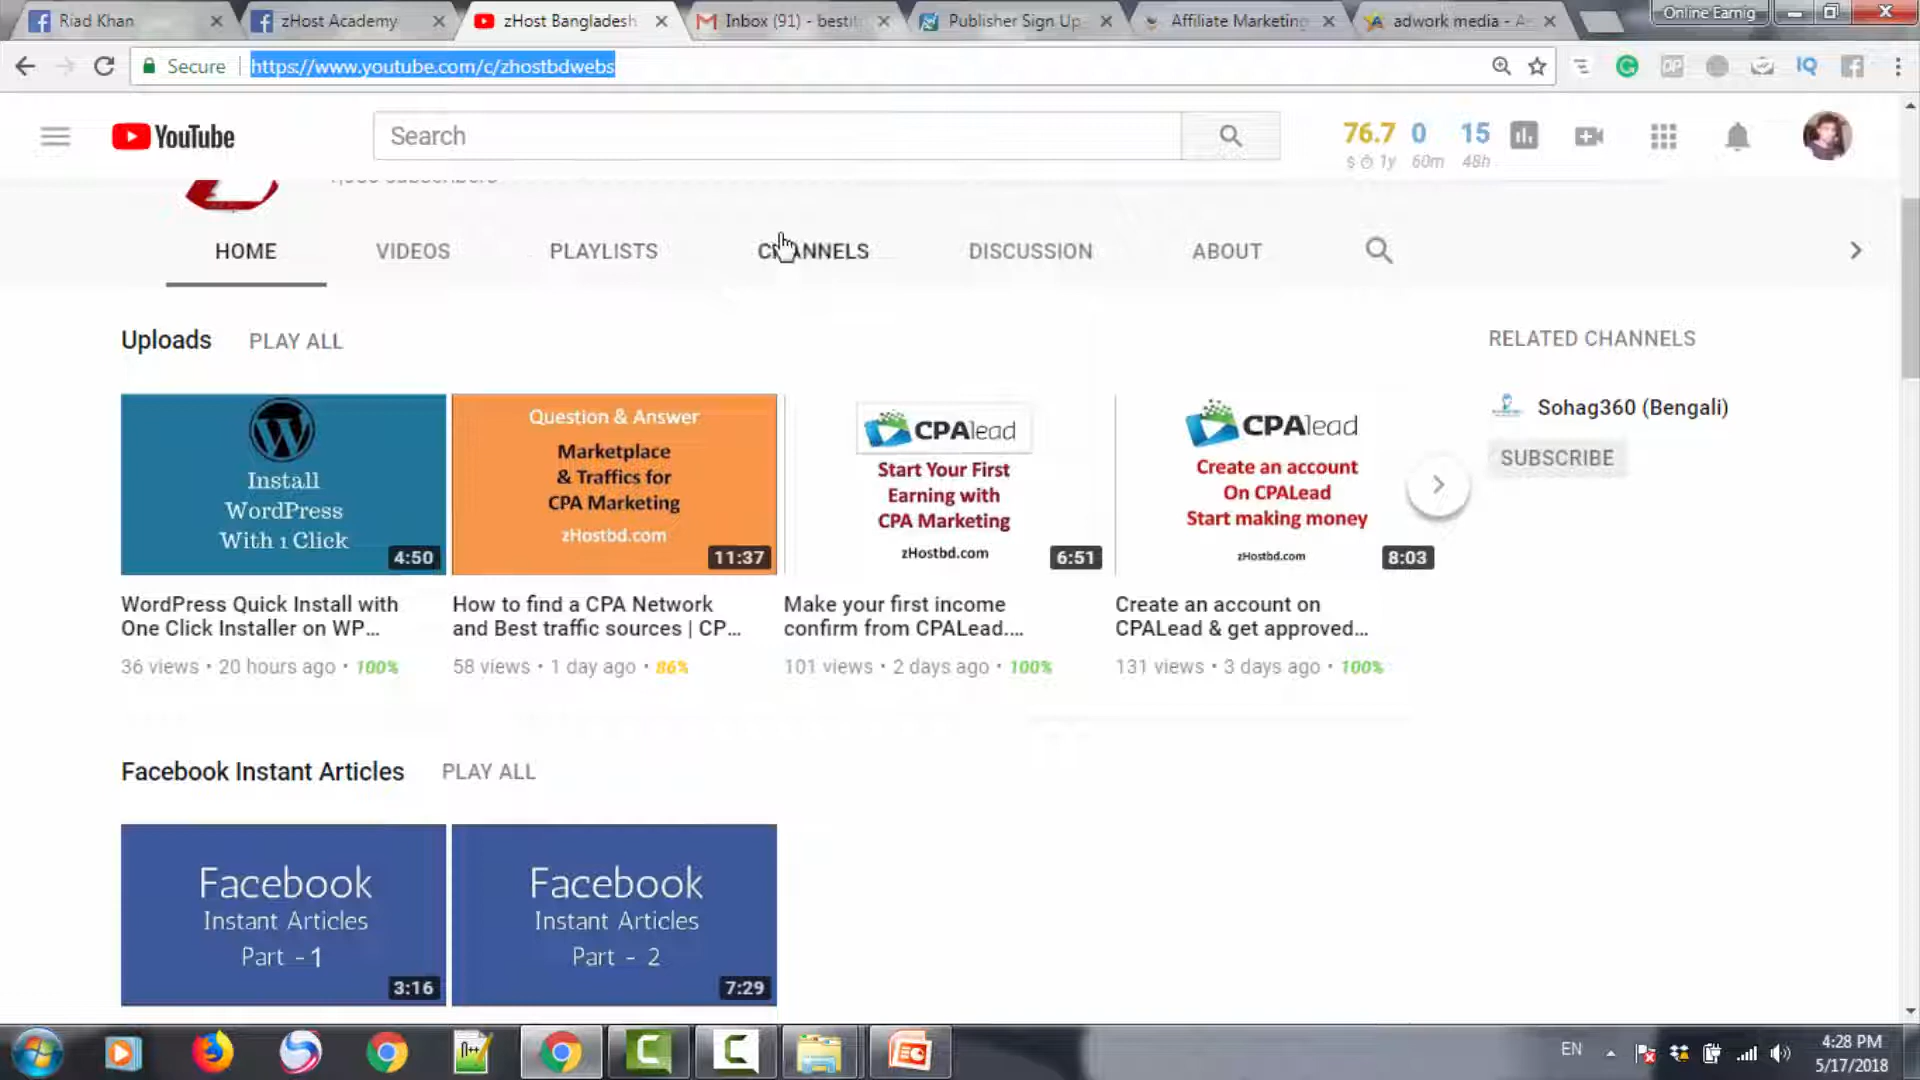 Riad Khan
zHost Academy
zHost Bangladesh
Inbox (91) - bestit
Publisher Sign Up
Affiliate Marketing
adwork media - A
Online Earnig
Secure
https://www.youtube.com/c/zhostbdwebs
YouTube
Search
76.7 0 15
$ 1y 60m 48h
HOME VIDEOS PLAYLISTS CHANNELS DISCUSSION ABOUT
Uploads PLAY ALL
RELATED CHANNELS
Sohag360 (Bengali)
SUBSCRIBE
Install
WordPress
With 1 Click
4:50
Question & Answer
Marketplace
& Traffics for
CPA Marketing
zHostbd.com
11:37
CPAlead
Start Your First
Earning with
CPA Marketing
zHostbd.com
6:51
CPAlead
Create an account
On CPALead
Start making money
zHostbd.com
8:03
WordPress Quick Install with
One Click Installer on WP...
36 views • 20 hours ago • 100%
How to find a CPA Network
and Best traffic sources | CP...
58 views • 1 day ago • 86%
Make your first income
confirm from CPALead....
101 views • 2 days ago • 100%
Create an account on
CPALead & get approved...
131 views • 3 days ago • 100%
Facebook Instant Articles PLAY ALL
Facebook
Instant Articles
Part - 1
3:16
Facebook
Instant Articles
Part - 2
7:29
EN
4:28 PM
5/17/2018